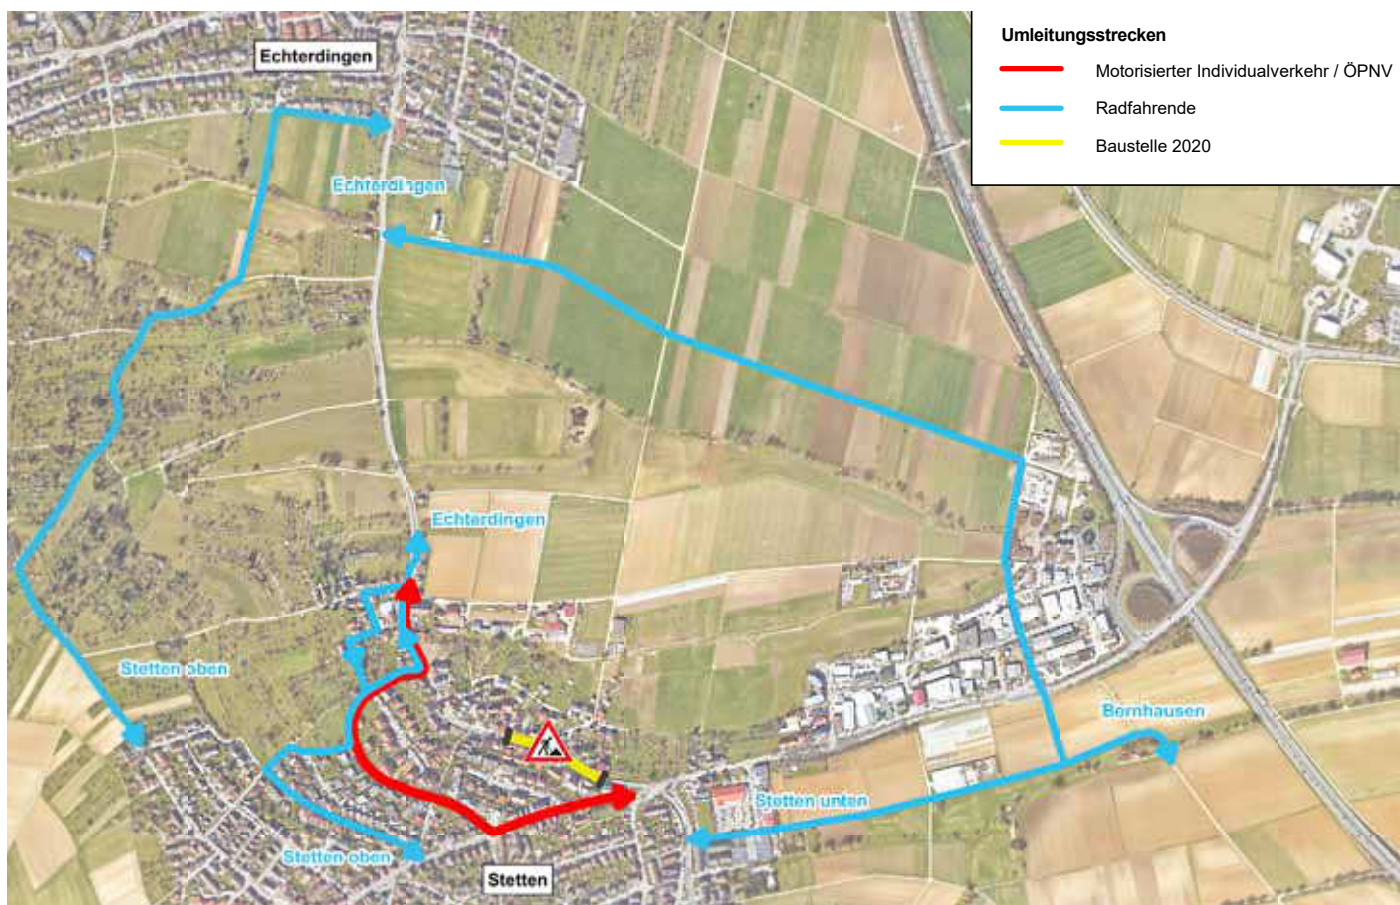 Umleitungsstrecken
Motorisierter Individualverkehr / ÖPNV
Radfahrende
Baustelle 2020
Echterdingen
Echterdingen
Echterdingen
Stetten oben
Bernhausen
Stetten unten
Stetten oben
Stetten